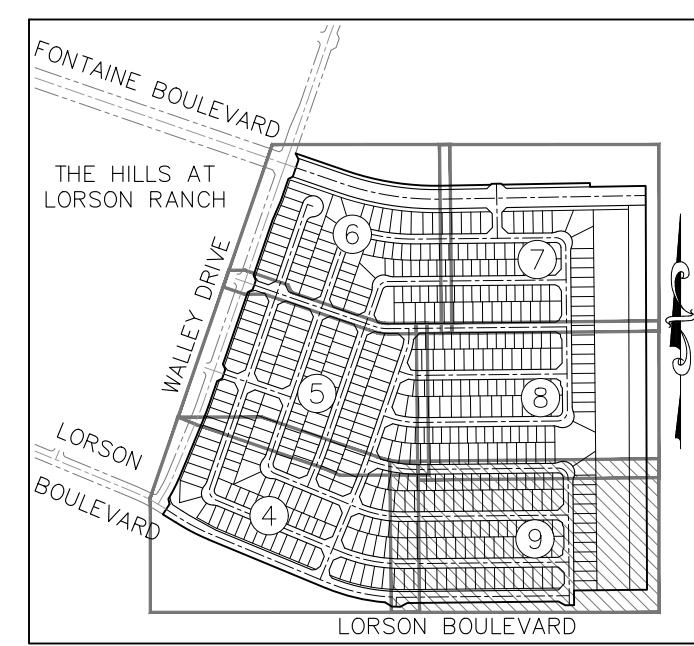 FONTAINE BOULEVARD
THE HILLS AT
LORSON RANCH
WALLEY DRIVE
LORSON
BOULEVARD
6
7
5
8
4
9
LORSON BOULEVARD